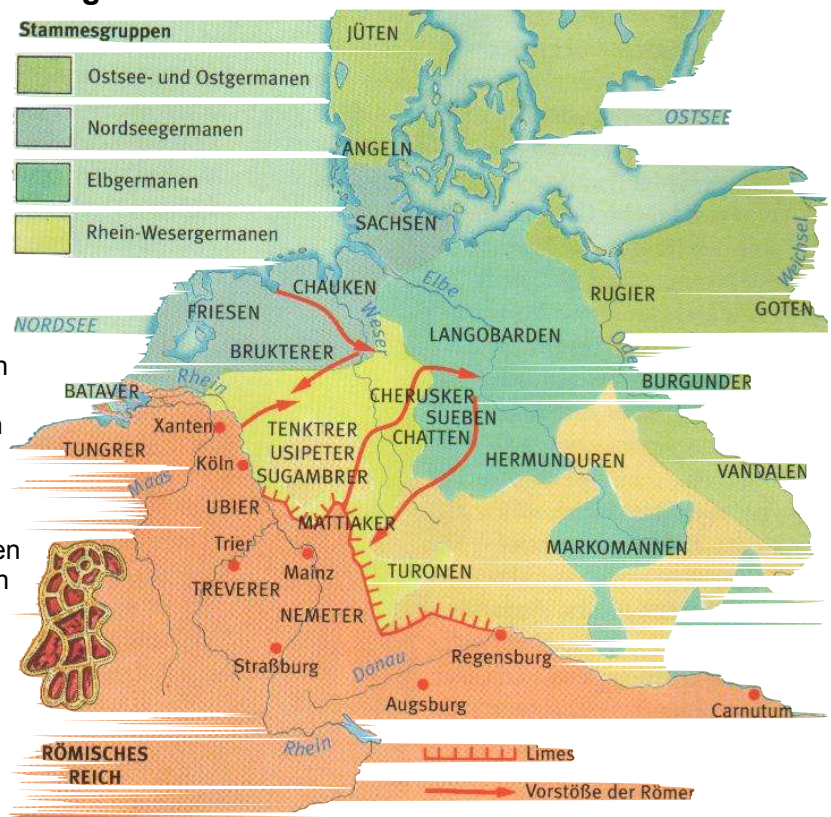 Stammesgruppen
Ostsee- und Ostgermanen
Nordseegermanen
Elbgermanen
Rhein-Wesergermanen
JÜTEN
OSTSEE
ANGELN
SACHSEN
Weichsel
Elbe
CHAUKEN
RUGIER
FRIESEN
GOTEN
NORDSEE
Weser
LANGOBARDEN
Ode
BRUKTERER
Rhein
BATAVER
CHERUSKER
BURGUNDER
SUEBEN
Xanten
TENKTRER
CHATTEN
TUNGRER
USIPETER
Köln
SUGAMBRER
HERMUNDUREN
VANDALEN
Maas
UBIER
MATTIAKER
Trier
MARKOMANNEN
en
Mainz
TURONEN
TREVERER
NEMETER
Straßburg
Donau
Regensburg
Augsburg
Carnutum
Rhein
RÖMISCHES
REICH
Limes
Vorstöße der Römer